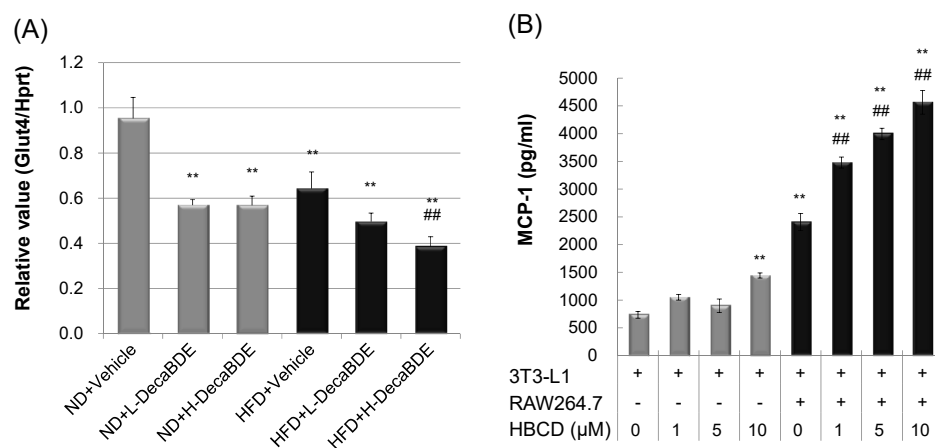 (A)
Relative value (Glut4/Hprt)
1.2
1.0
0.8
0.6
0.4
0.2
0.0
**
**
**
**
**
##
ND+Vehicle
ND+L-DecaBDE
ND+H-DecaBDE
HFD+Vehicle
HFD+L-DecaBDE
HFD+H-DecaBDE
(B)
MCP-1 (pg/ml)
5000
4500
4000
3500
3000
2500
2000
1500
1000
500
0
**
**
**
##
**
##
**
##
3T3-L1 + + + + + + + +
RAW264.7 - - - - + + + +
HBCD (μM) 0 1 5 10 0 1 5 10